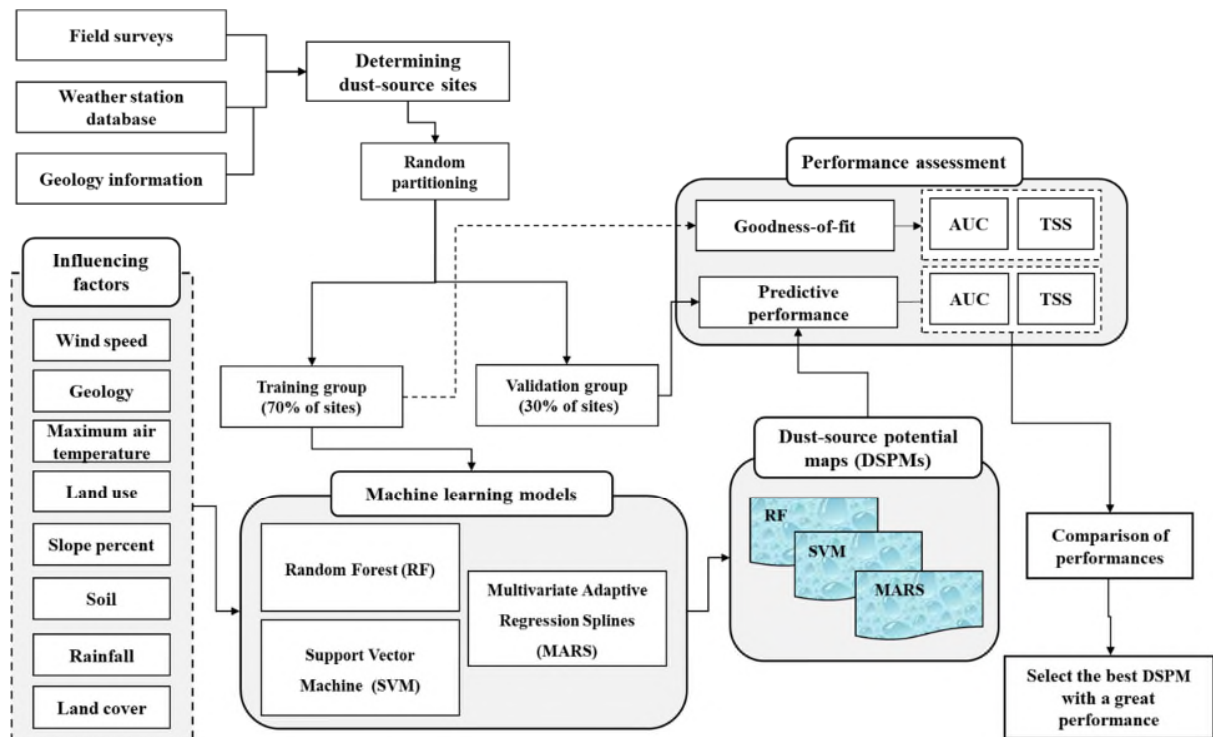 Field surveys
Weather station
database
Geology information
Determining
dust-source sites
Random
partitioning
Performance assessment
Goodness-of-fit
AUC
TSS
Predictive
performance
AUC
TSS
Influencing
factors
Wind speed
Geology
Maximum air
temperature
Land use
Slope percent
Soil
Rainfall
Land cover
Training group
(70% of sites)
Validation group
(30% of sites)
Machine learning models
Random Forest (RF)
Support Vector
Machine (SVM)
Multivariate Adaptive
Regression Splines
(MARS)
Dust-source potential
maps (DSPMs)
RF
SVM
MARS
Comparison of
performances
Select the best DSPM
with a great
performance